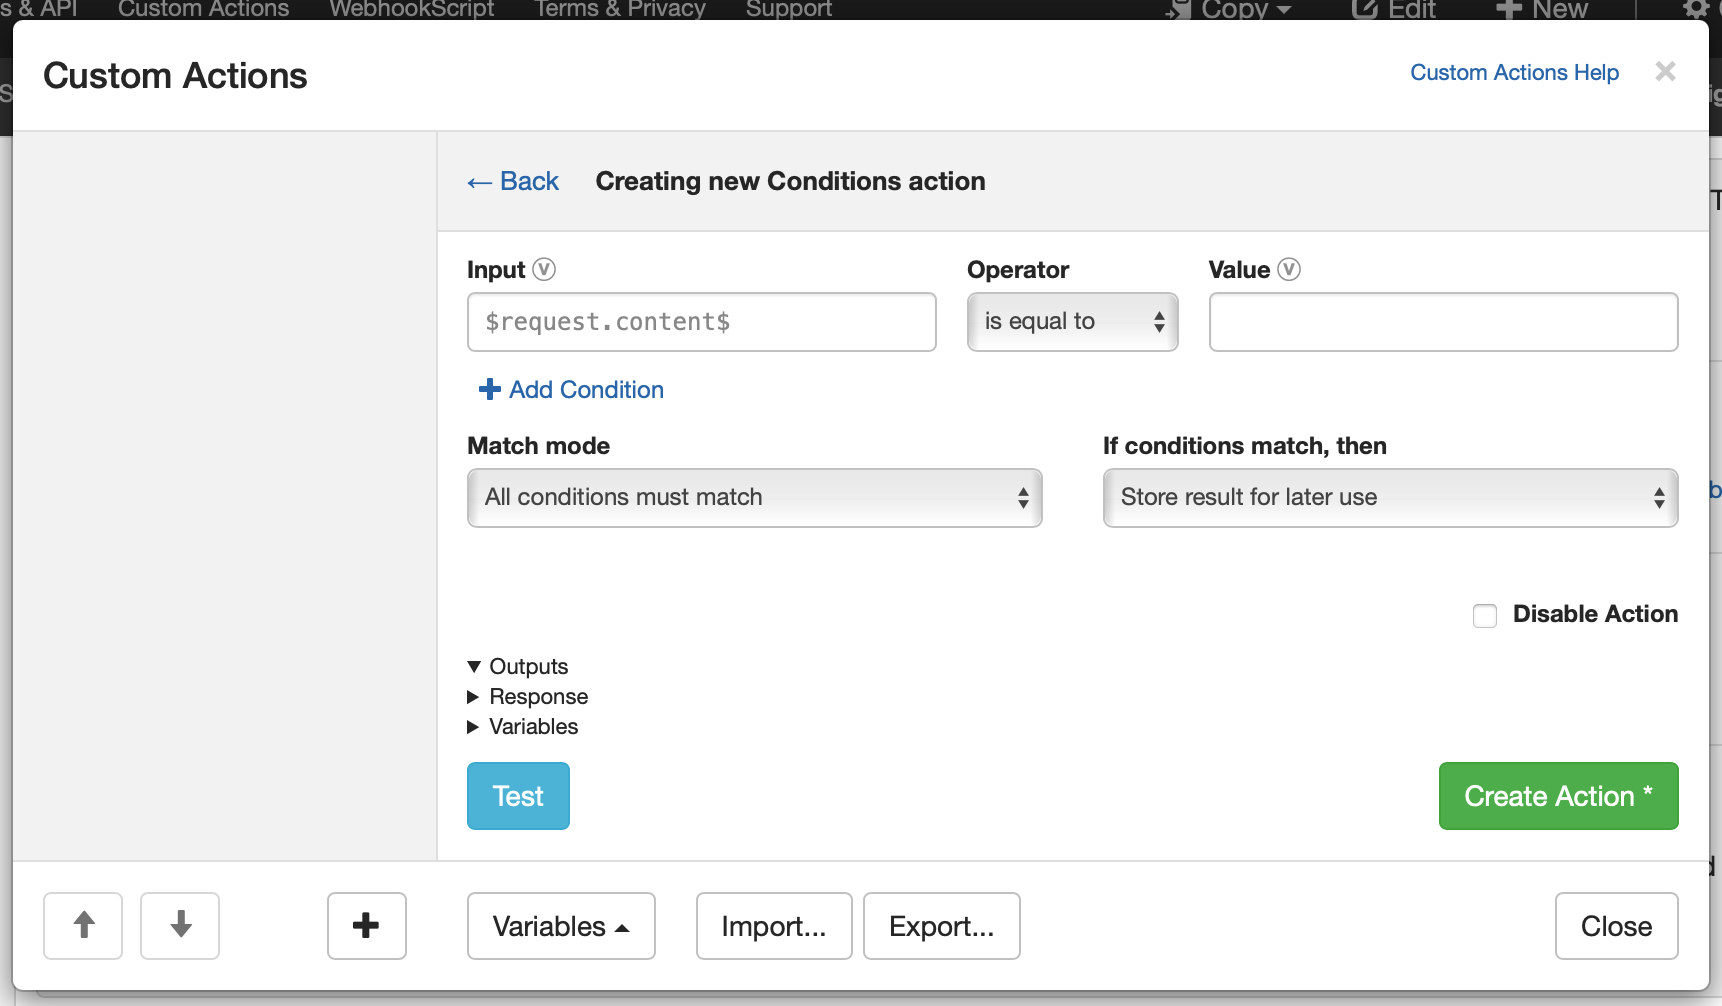 s & API Custom Actions WebhookScript Terms & Privacy Support Copy Edit New
Custom Actions Custom Actions Help ×
← Back Creating new Conditions action
Input V Operator Value V
$request.content$ is equal to
Add Condition
Match mode If conditions match, then
All conditions must match Store result for later use
Disable Action
Outputs
Response
Variables
Test Create Action *
Variables Import... Export... Close